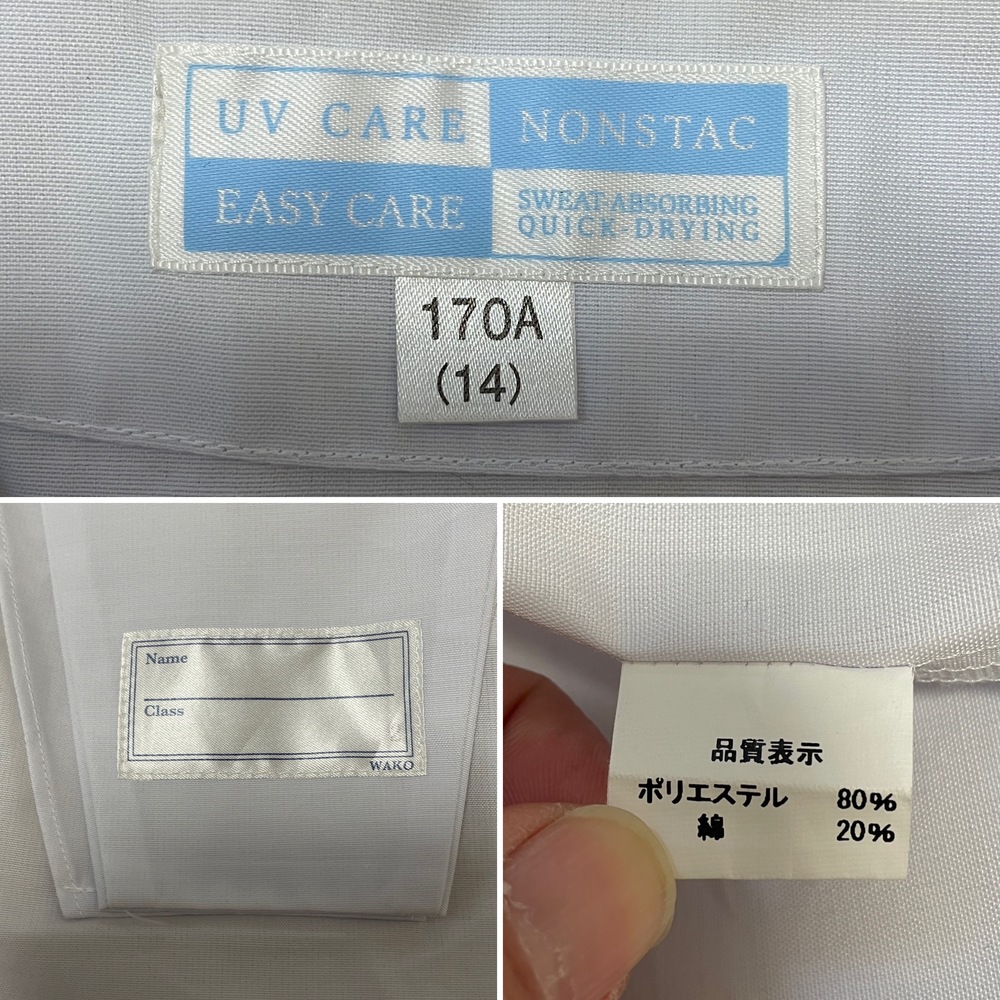 UV CARE
NONSTAC
EASY CARE
SWEAT-ABSORBING
QUICK-DRYING
170A
(14)
Name
Class
WAKO
品質表示
ポリエステル 80%
綿 20%